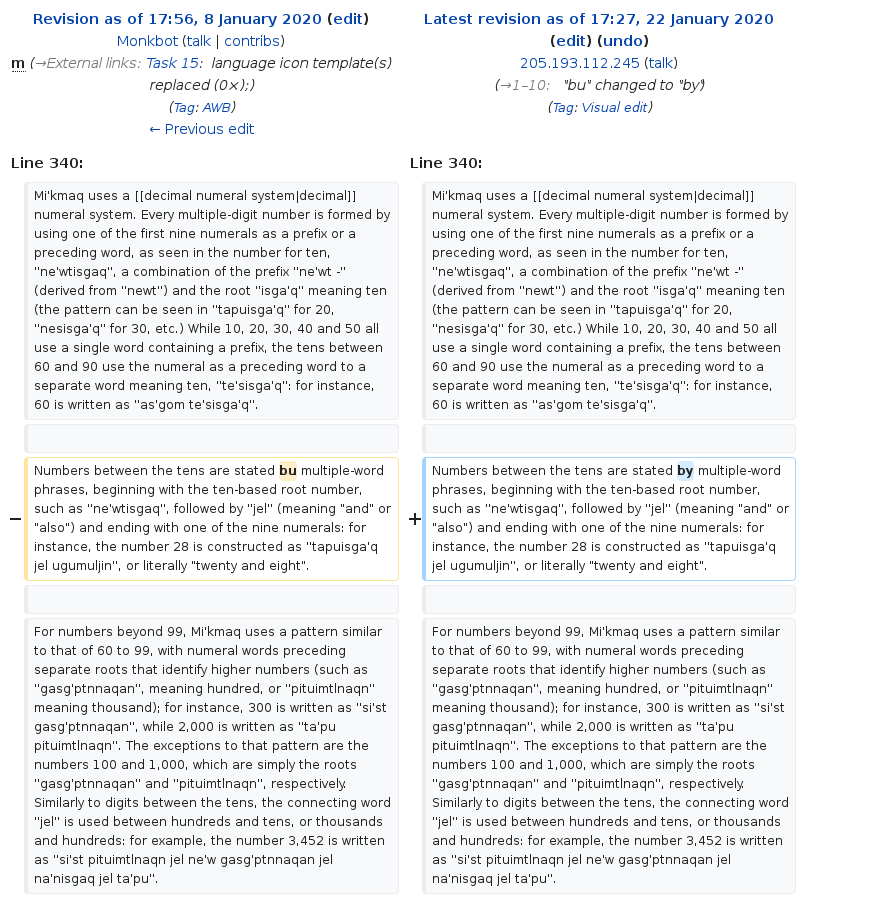 Revision as of 17:56, 8 January 2020 (edit)
Monkbot (talk | contribs)
m (→External links: Task 15: language icon template(s)
replaced (0×);)
(Tag: AWB)
← Previous edit
Latest revision as of 17:27, 22 January 2020
(edit) (undo)
205.193.112.245 (talk)
(→1–10: "bu" changed to "by")
(Tag: Visual edit)
Line 340:
Mi'kmaq uses a [[decimal numeral system|decimal]]
numeral system. Every multiple-digit number is formed by
using one of the first nine numerals as a prefix or a
preceding word, as seen in the number for ten,
''ne'wtisgaq'', a combination of the prefix ''ne'wt -''
(derived from ''newt'') and the root ''isga'q'' meaning ten
(the pattern can be seen in ''tapuisga'q'' for 20,
''nesisga'q'' for 30, etc.) While 10, 20, 30, 40 and 50 all
use a single word containing a prefix, the tens between
60 and 90 use the numeral as a preceding word to a
separate word meaning ten, ''te'sisga'q'': for instance,
60 is written as ''as'gom te'sisga'q''.
− Numbers between the tens are stated bu multiple-word
phrases, beginning with the ten-based root number,
such as ''ne'wtisgaq'', followed by ''jel'' (meaning "and" or
"also") and ending with one of the nine numerals: for
instance, the number 28 is constructed as ''tapuisga'q
jel ugumuljin'', or literally "twenty and eight".
For numbers beyond 99, Mi'kmaq uses a pattern similar
to that of 60 to 99, with numeral words preceding
separate roots that identify higher numbers (such as
''gasg'ptnnaqan'', meaning hundred, or ''pituimtlnaqn''
meaning thousand); for instance, 300 is written as ''si'st
gasg'ptnnaqan'', while 2,000 is written as ''ta'pu
pituimtlnaqn''. The exceptions to that pattern are the
numbers 100 and 1,000, which are simply the roots
''gasg'ptnnaqan'' and ''pituimtlnaqn'', respectively.
Similarly to digits between the tens, the connecting word
''jel'' is used between hundreds and tens, or thousands
and hundreds: for example, the number 3,452 is written
as ''si'st pituimtlnaqn jel ne'w gasg'ptnnaqan jel
na'nisgaq jel ta'pu''.
Line 340:
Mi'kmaq uses a [[decimal numeral system|decimal]]
numeral system. Every multiple-digit number is formed by
using one of the first nine numerals as a prefix or a
preceding word, as seen in the number for ten,
''ne'wtisgaq'', a combination of the prefix ''ne'wt -''
(derived from ''newt'') and the root ''isga'q'' meaning ten
(the pattern can be seen in ''tapuisga'q'' for 20,
''nesisga'q'' for 30, etc.) While 10, 20, 30, 40 and 50 all
use a single word containing a prefix, the tens between
60 and 90 use the numeral as a preceding word to a
separate word meaning ten, ''te'sisga'q'': for instance,
60 is written as ''as'gom te'sisga'q''.
+ Numbers between the tens are stated by multiple-word
phrases, beginning with the ten-based root number,
such as ''ne'wtisgaq'', followed by ''jel'' (meaning "and" or
"also") and ending with one of the nine numerals: for
instance, the number 28 is constructed as ''tapuisga'q
jel ugumuljin'', or literally "twenty and eight".
For numbers beyond 99, Mi'kmaq uses a pattern similar
to that of 60 to 99, with numeral words preceding
separate roots that identify higher numbers (such as
''gasg'ptnnaqan'', meaning hundred, or ''pituimtlnaqn''
meaning thousand); for instance, 300 is written as ''si'st
gasg'ptnnaqan'', while 2,000 is written as ''ta'pu
pituimtlnaqn''. The exceptions to that pattern are the
numbers 100 and 1,000, which are simply the roots
''gasg'ptnnaqan'' and ''pituimtlnaqn'', respectively.
Similarly to digits between the tens, the connecting word
''jel'' is used between hundreds and tens, or thousands
and hundreds: for example, the number 3,452 is written
as ''si'st pituimtlnaqn jel ne'w gasg'ptnnaqan jel
na'nisgaq jel ta'pu''.